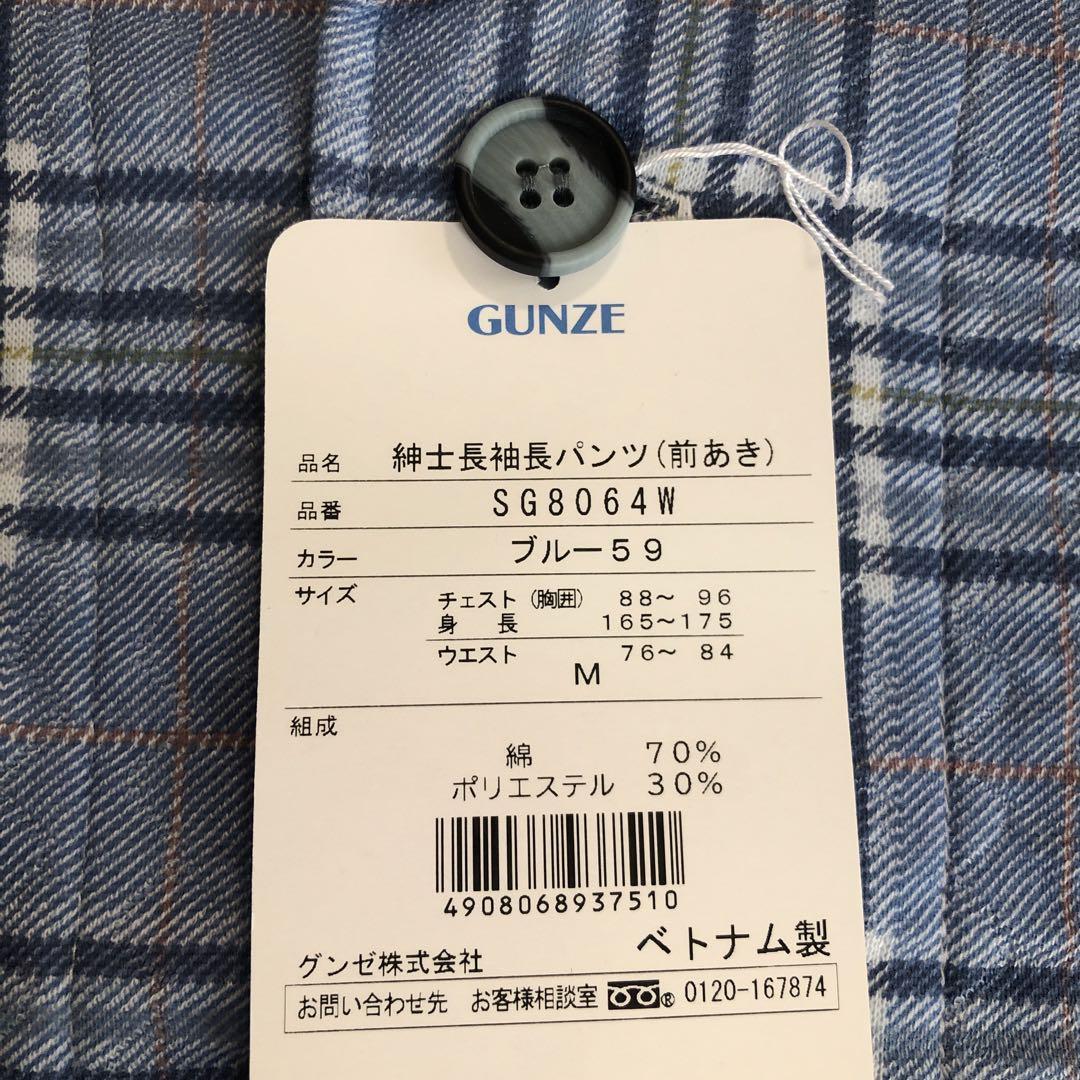 GUNZE
品名 紳士長袖長パンツ(前あき)
品番 SG8064W
カラー ブルー59
サイズ チェスト(胸囲) 88〜 96
身 長 165〜175
ウエスト 76〜 84
M
組成
綿 70%
ポリエステル 30%
4908068937510
ベトナム製
グンゼ株式会社
お問い合わせ先 お客様相談室 ® 0120-167874